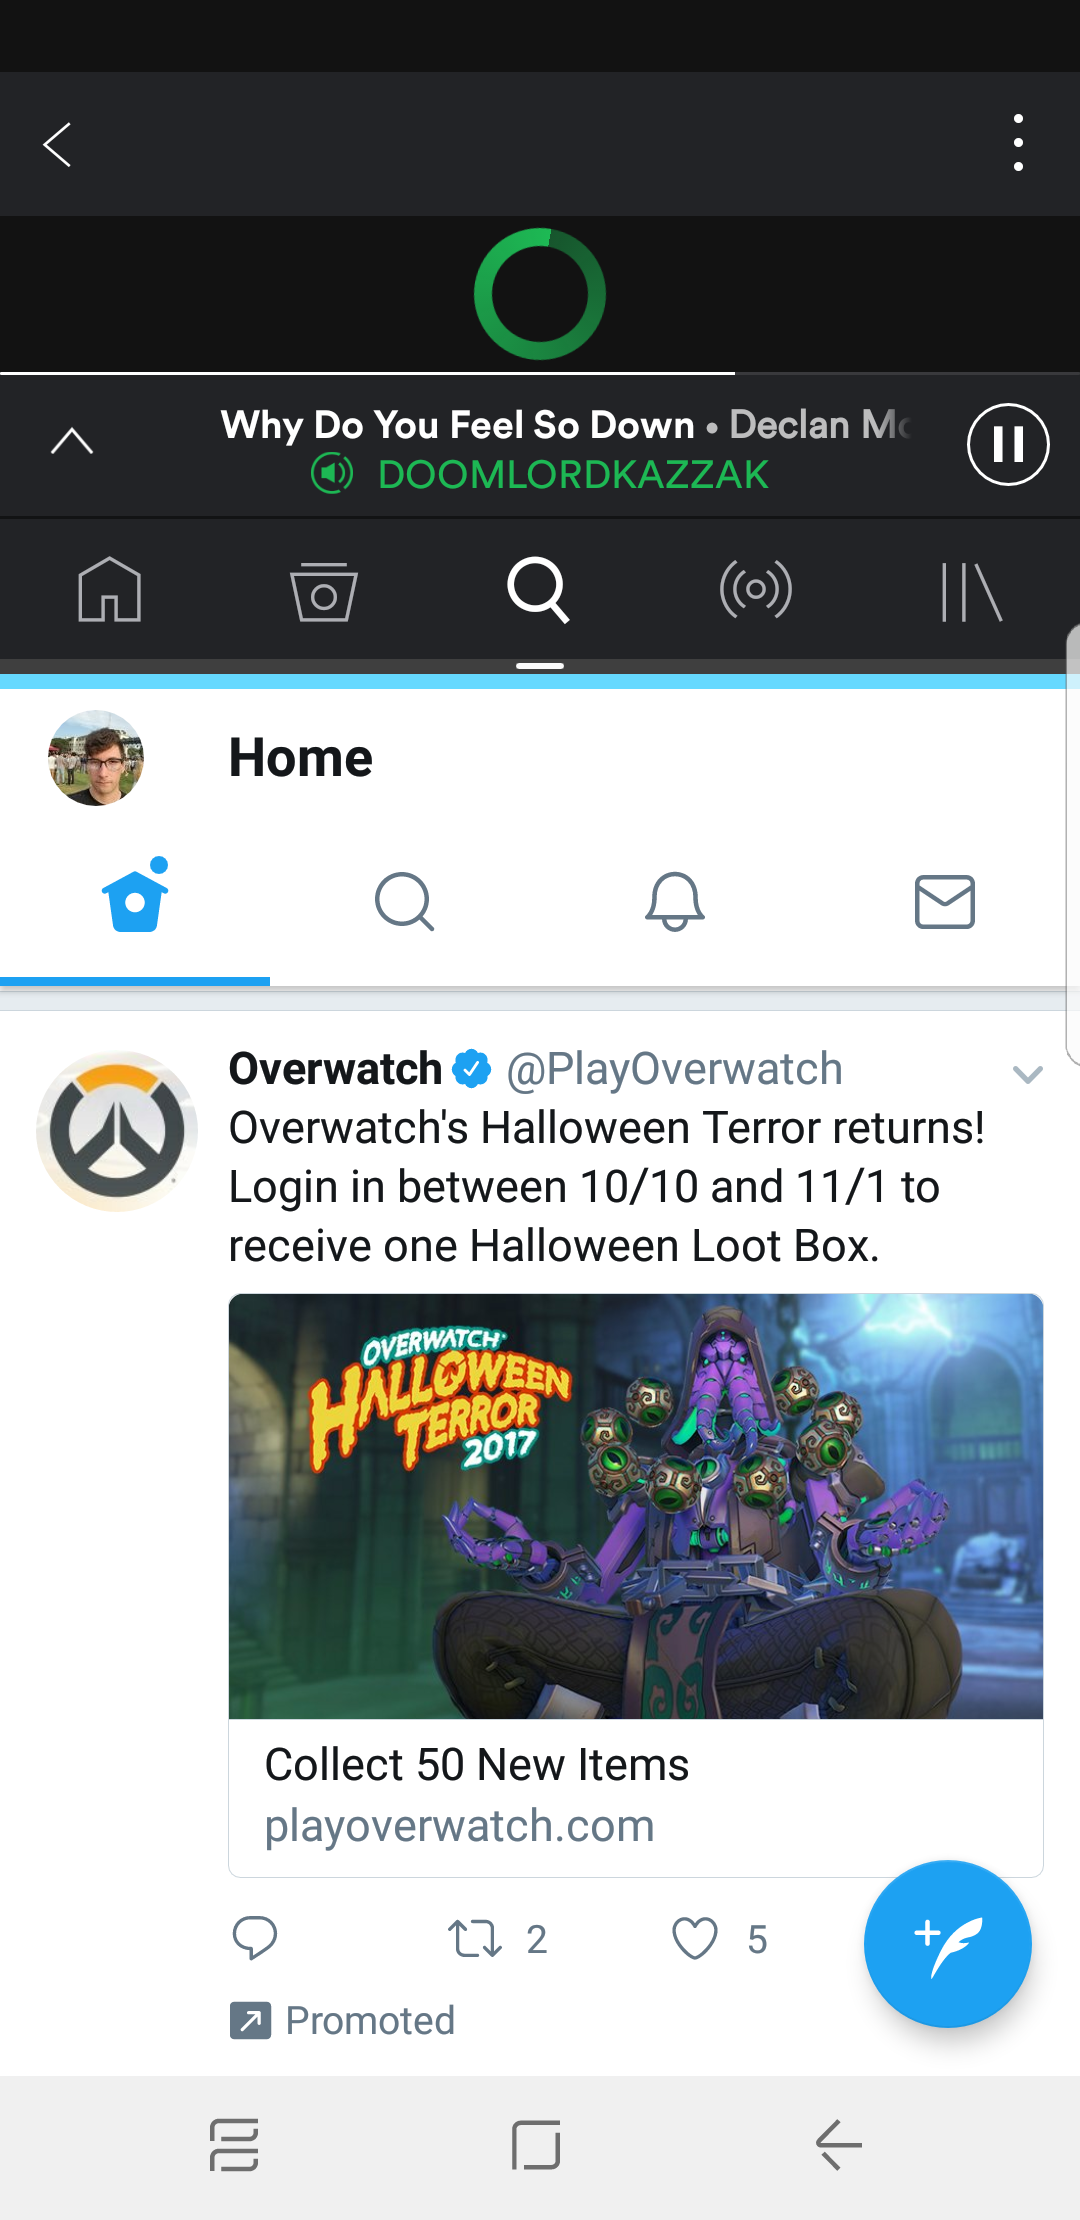 Why Do You Feel So Down • Declan Mc
DOOMLORDKAZZAK
Home
Overwatch @PlayOverwatch
Overwatch's Halloween Terror returns!
Login in between 10/10 and 11/1 to
receive one Halloween Loot Box.
OVERWATCH
HALLOWEEN
TERROR
2017
Collect 50 New Items
playoverwatch.com
2 5
Promoted